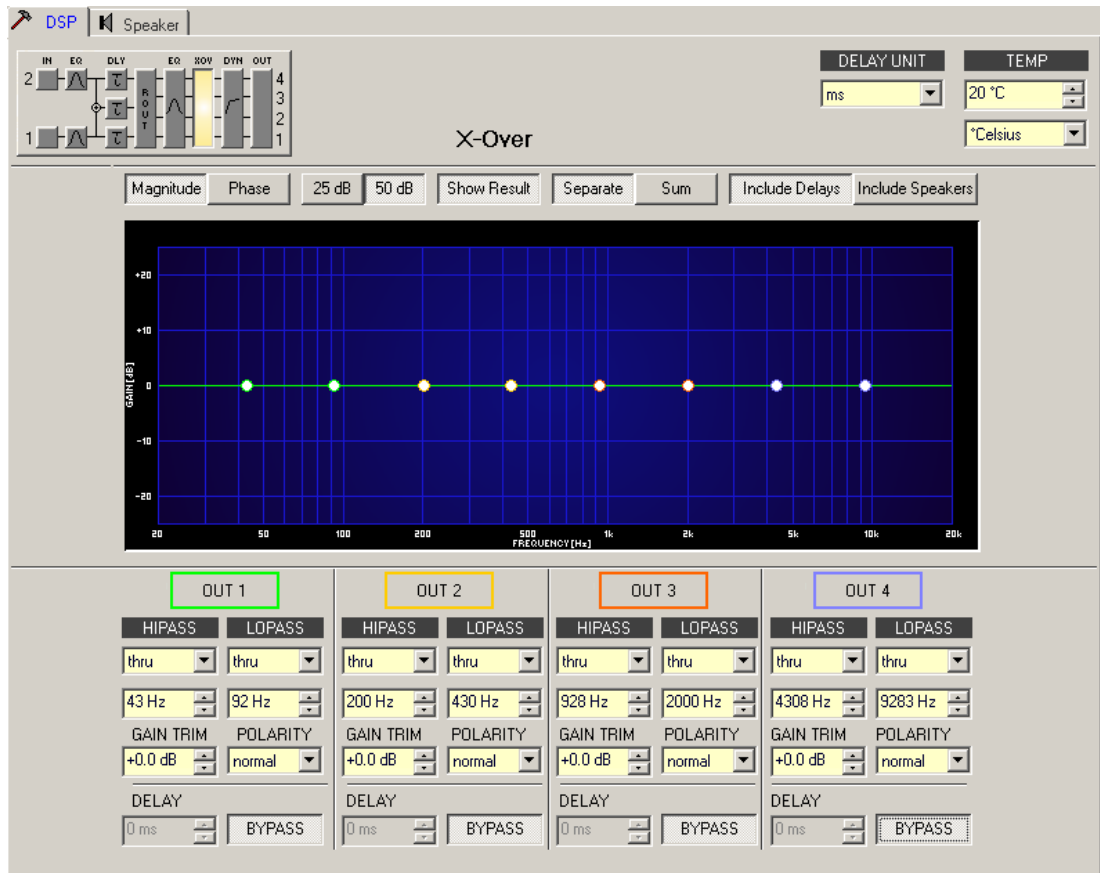 DSP Speaker
IN EQ DLY EQ XOV DYN OUT
2 τ ROUT 4
τ 3
2
1 τ 1
X-Over
DELAY UNIT TEMP
ms 20 °C
°Celsius
Magnitude Phase 25 dB 50 dB Show Result Separate Sum Include Delays Include Speakers
+20
+10
GAIN[dB]
0
-10
-20
20 50 100 200 500 1k 2k 5k 10k 20k
FREQUENCY[Hz]
OUT 1 OUT 2 OUT 3 OUT 4
HIPASS LOPASS HIPASS LOPASS HIPASS LOPASS HIPASS LOPASS
thru thru thru thru thru thru thru thru
43 Hz 92 Hz 200 Hz 430 Hz 928 Hz 2000 Hz 4308 Hz 9283 Hz
GAIN TRIM POLARITY GAIN TRIM POLARITY GAIN TRIM POLARITY GAIN TRIM POLARITY
+0.0 dB normal +0.0 dB normal +0.0 dB normal +0.0 dB normal
DELAY DELAY DELAY DELAY
0 ms BYPASS 0 ms BYPASS 0 ms BYPASS 0 ms BYPASS